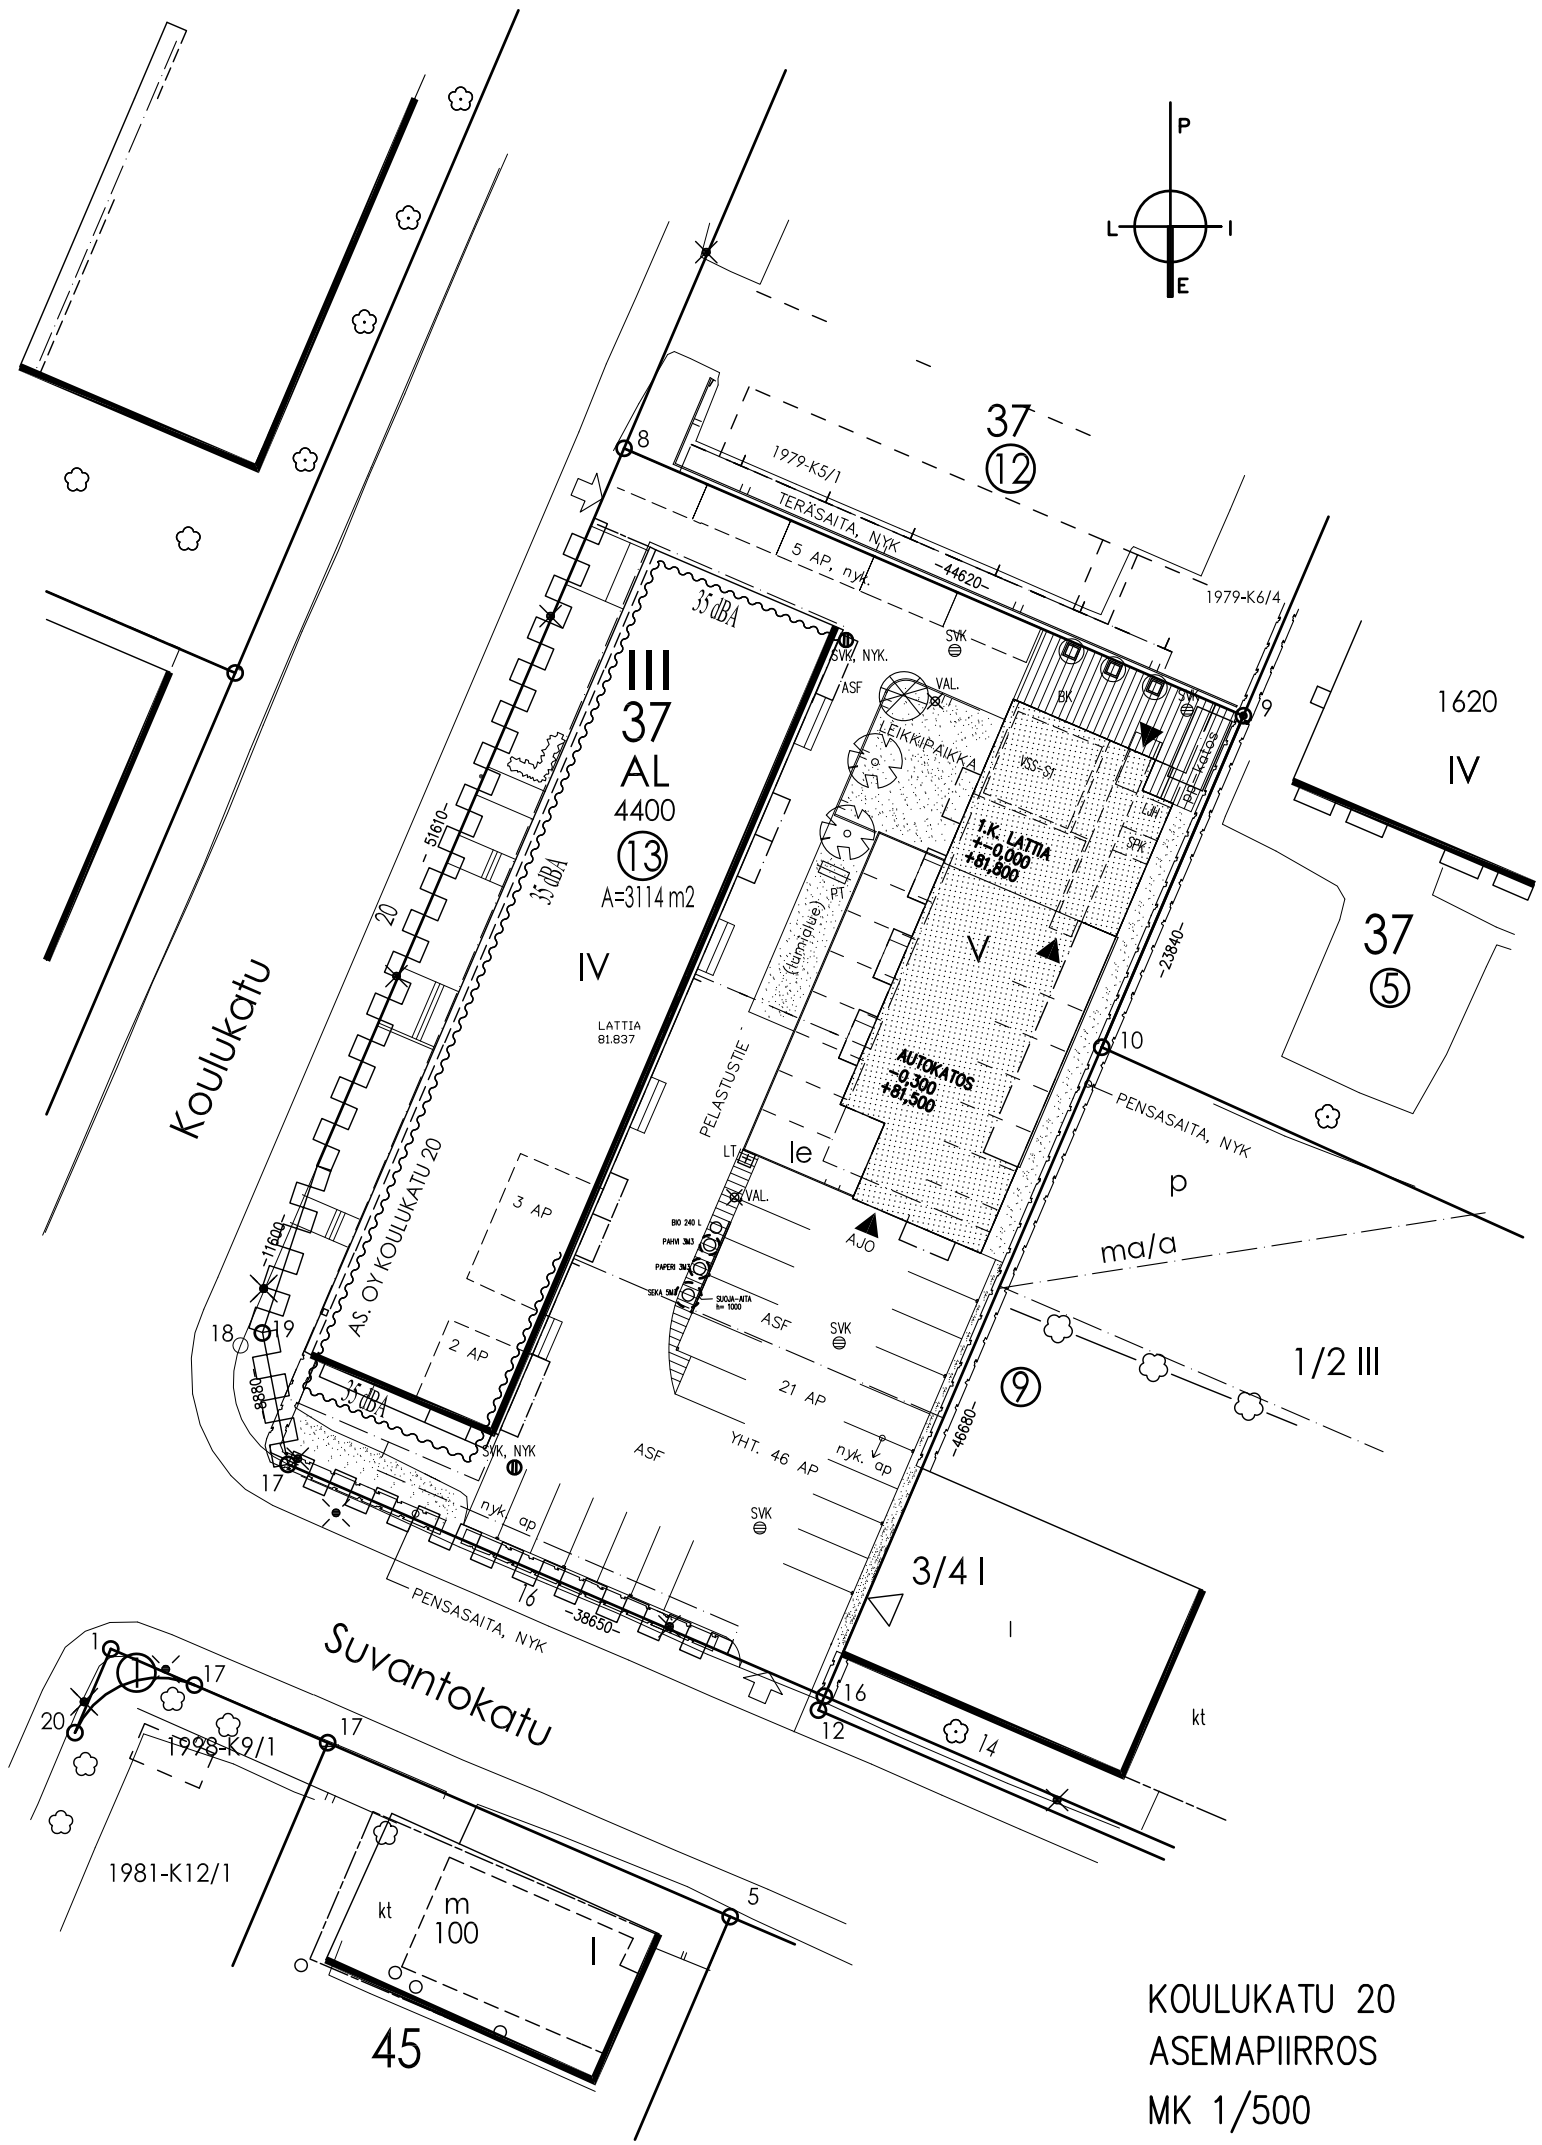 P
L
I
E
37
12
8
1979-K5/1
TERÄSAITA, NYK
5 AP, nyk.
-44620-
1979-K6/4
35 dBA
SVK
SVK, NYK.
ASF
VAL.
BK
SVK
9
III
37
AL
4400
13
A=3114 m2
LEIKKIPAIKKA
VSS-S1
PP-katos
LJH
SPK
1620
IV
1.K. LATTIA
+-0,000
+81,800
-51610-
35 dBA
PT
(lumialue)
20
IV
V
-23840-
37
5
LATTIA
81.837
Koulukatu
10
AUTOKATOS
-0,300
+81,500
PELASTUSTIE
PENSASAITA, NYK
LT
le
p
AS. OY KOULUKATU 20
3 AP
VAL.
BIO 240 L
PAHVI 3M3
PAPERI 3M3
SEKA 5M3
SUOJA-AITA
h= 1000
AJO
ma/a
-11600-
18
19
ASF
SVK
2 AP
1/2 III
9
8880
35 dBA
21 AP
-46680-
17
SVK, NYK
ASF
YHT. 46 AP
nyk. ap
nyk. ap
SVK
3/4 I
I
16
-38650-
PENSASAITA, NYK
Suvantokatu
1
I
17
20
17
16
12
14
kt
1998-K9/1
1981-K12/1
kt
m
100
I
5
45
KOULUKATU 20
ASEMAPIIRROS
MK 1/500